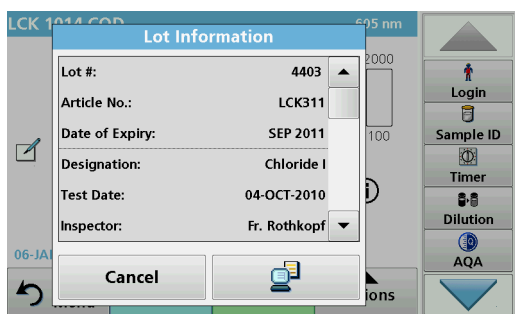 LCK 1014 COD 605 nm
Lot Information
2000
Lot #: 4403
Login
Article No.: LCK311
Date of Expiry: SEP 2011
100
Sample ID
Designation: Chloride I
Timer
Test Date: 04-OCT-2010
Dilution
Inspector: Fr. Rothkopf
06-JA
AQA
Cancel
Menu
ions